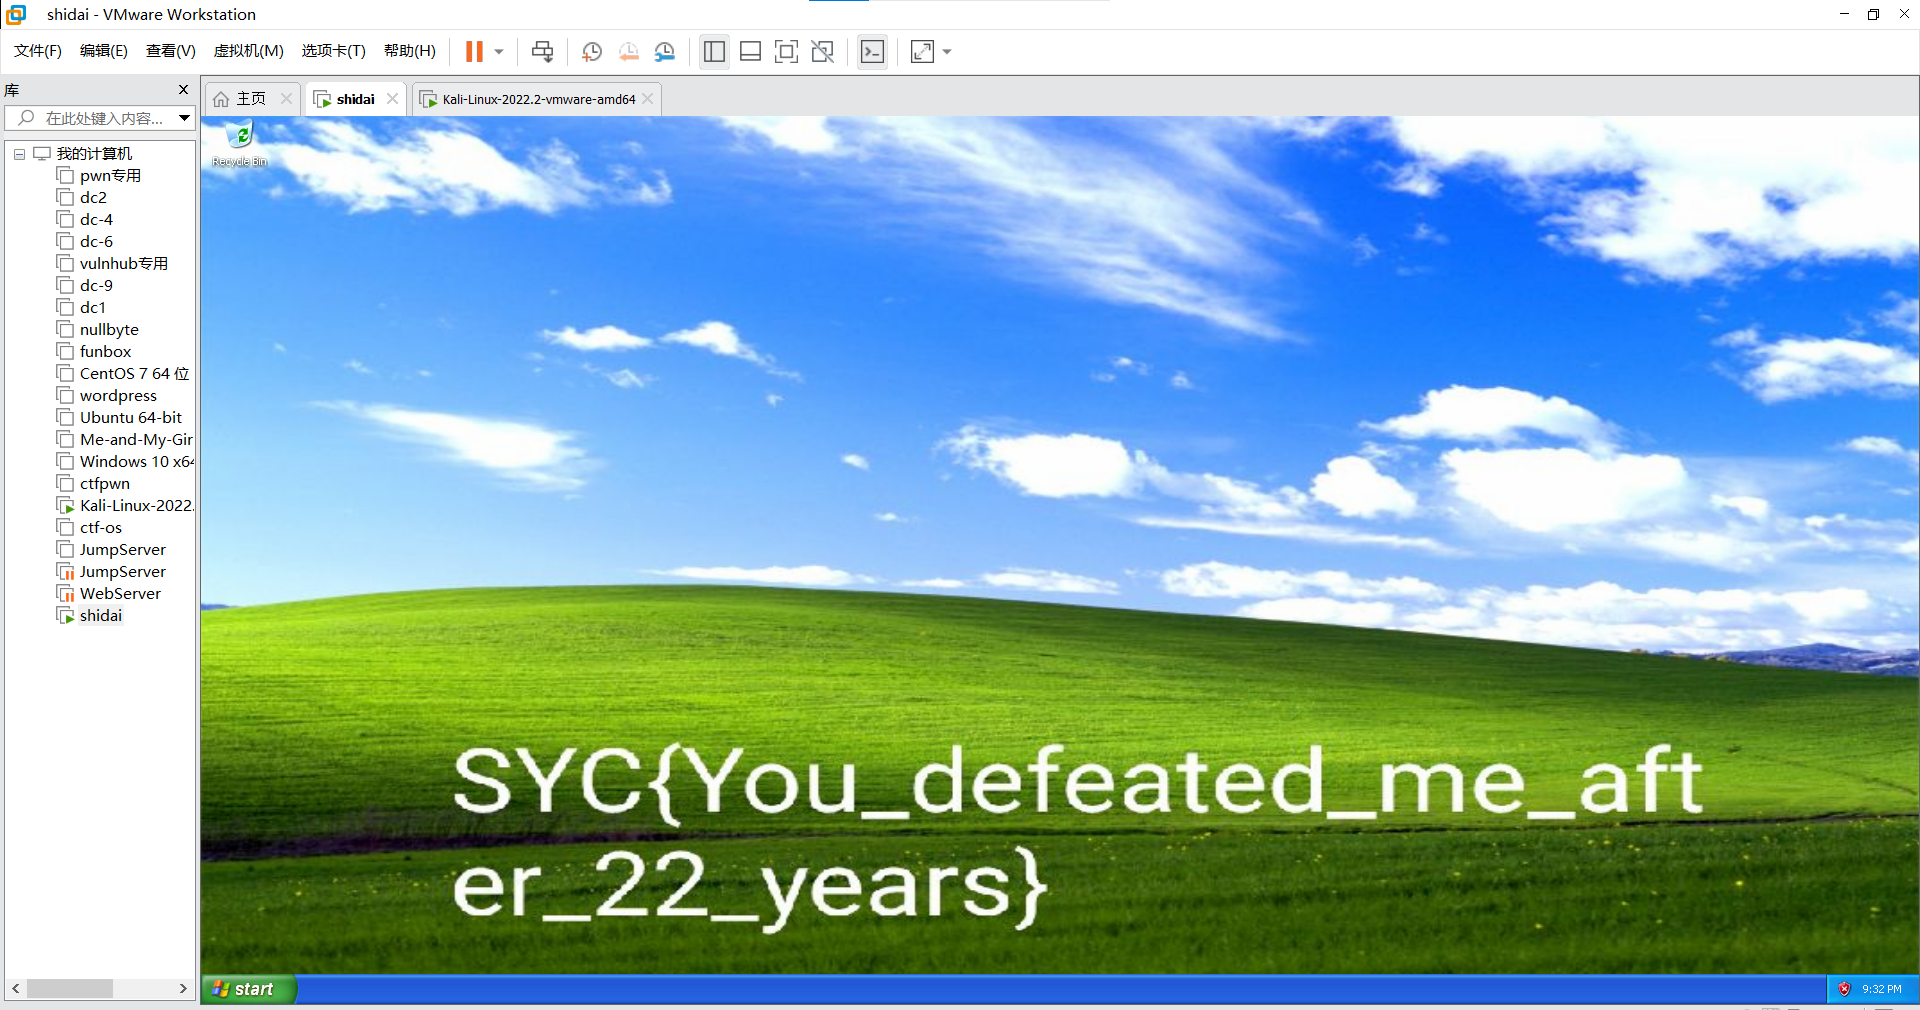 shidai - VMware Workstation
文件(F) 编辑(E) 查看(V) 虚拟机(M) 选项卡(T) 帮助(H)
库
主页
shidai
Kali-Linux-2022.2-vmware-amd64
在此处键入内容...
Recycle Bin
我的计算机
pwn专用
dc2
dc-4
dc-6
vulnhub专用
dc-9
dc1
nullbyte
funbox
CentOS 7 64 位
wordpress
Ubuntu 64-bit
Me-and-My-Gir
Windows 10 x64
ctfpwn
Kali-Linux-2022.
ctf-os
JumpServer
JumpServer
WebServer
shidai
SYC{You_defeated_me_aft
er_22_years}
start
9:32 PM